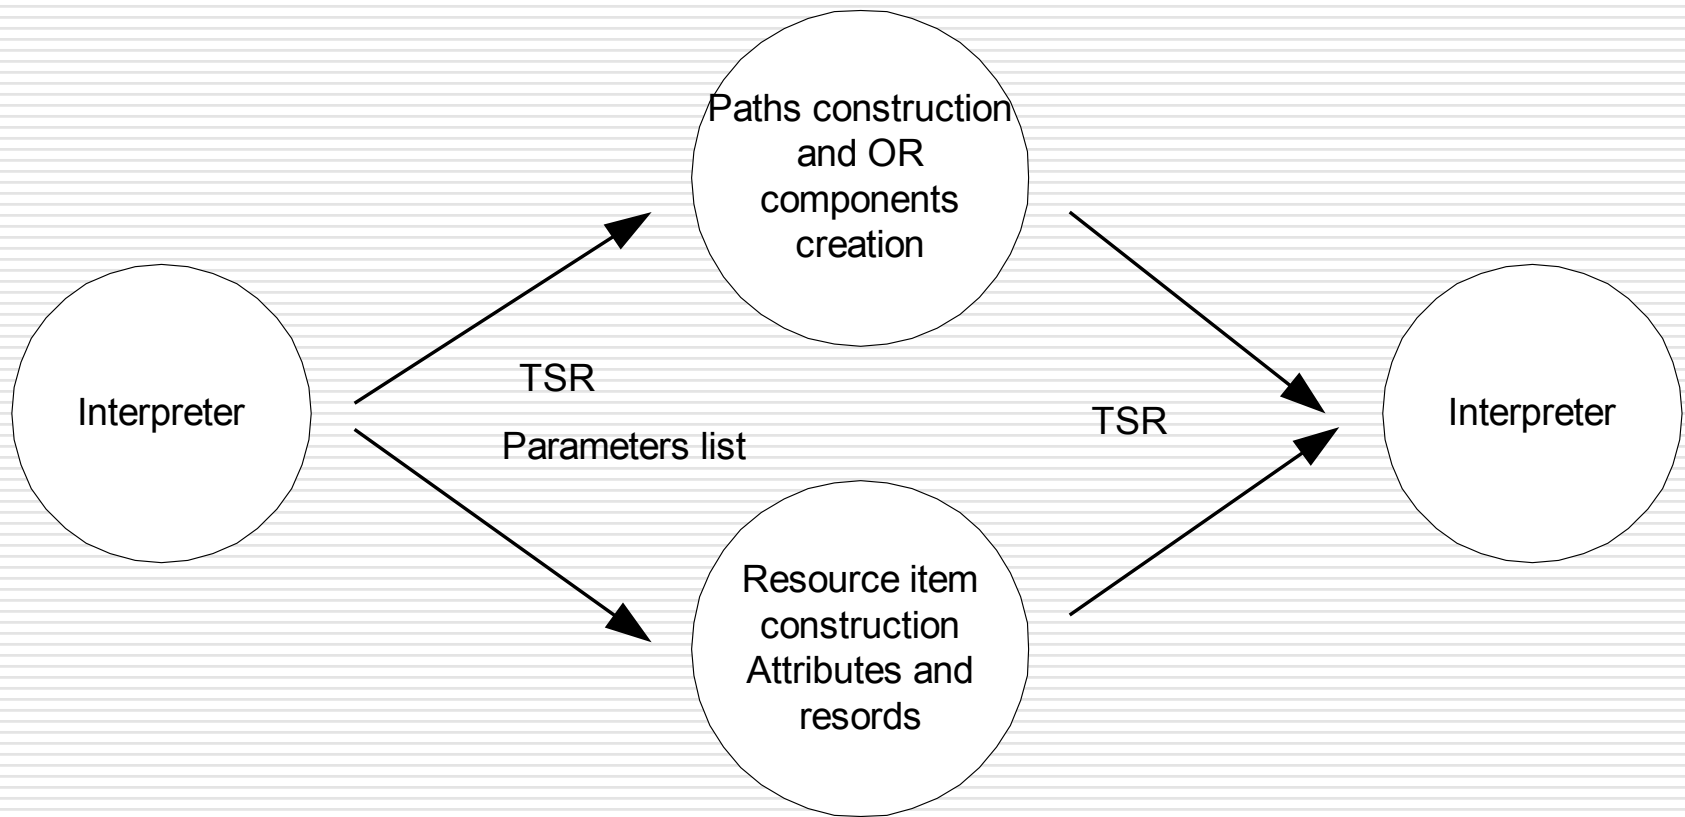 Paths construction
and OR
components
creation
Interpreter
TSR
Parameters list
TSR
Interpreter
Resource item
construction
Attributes and
resords